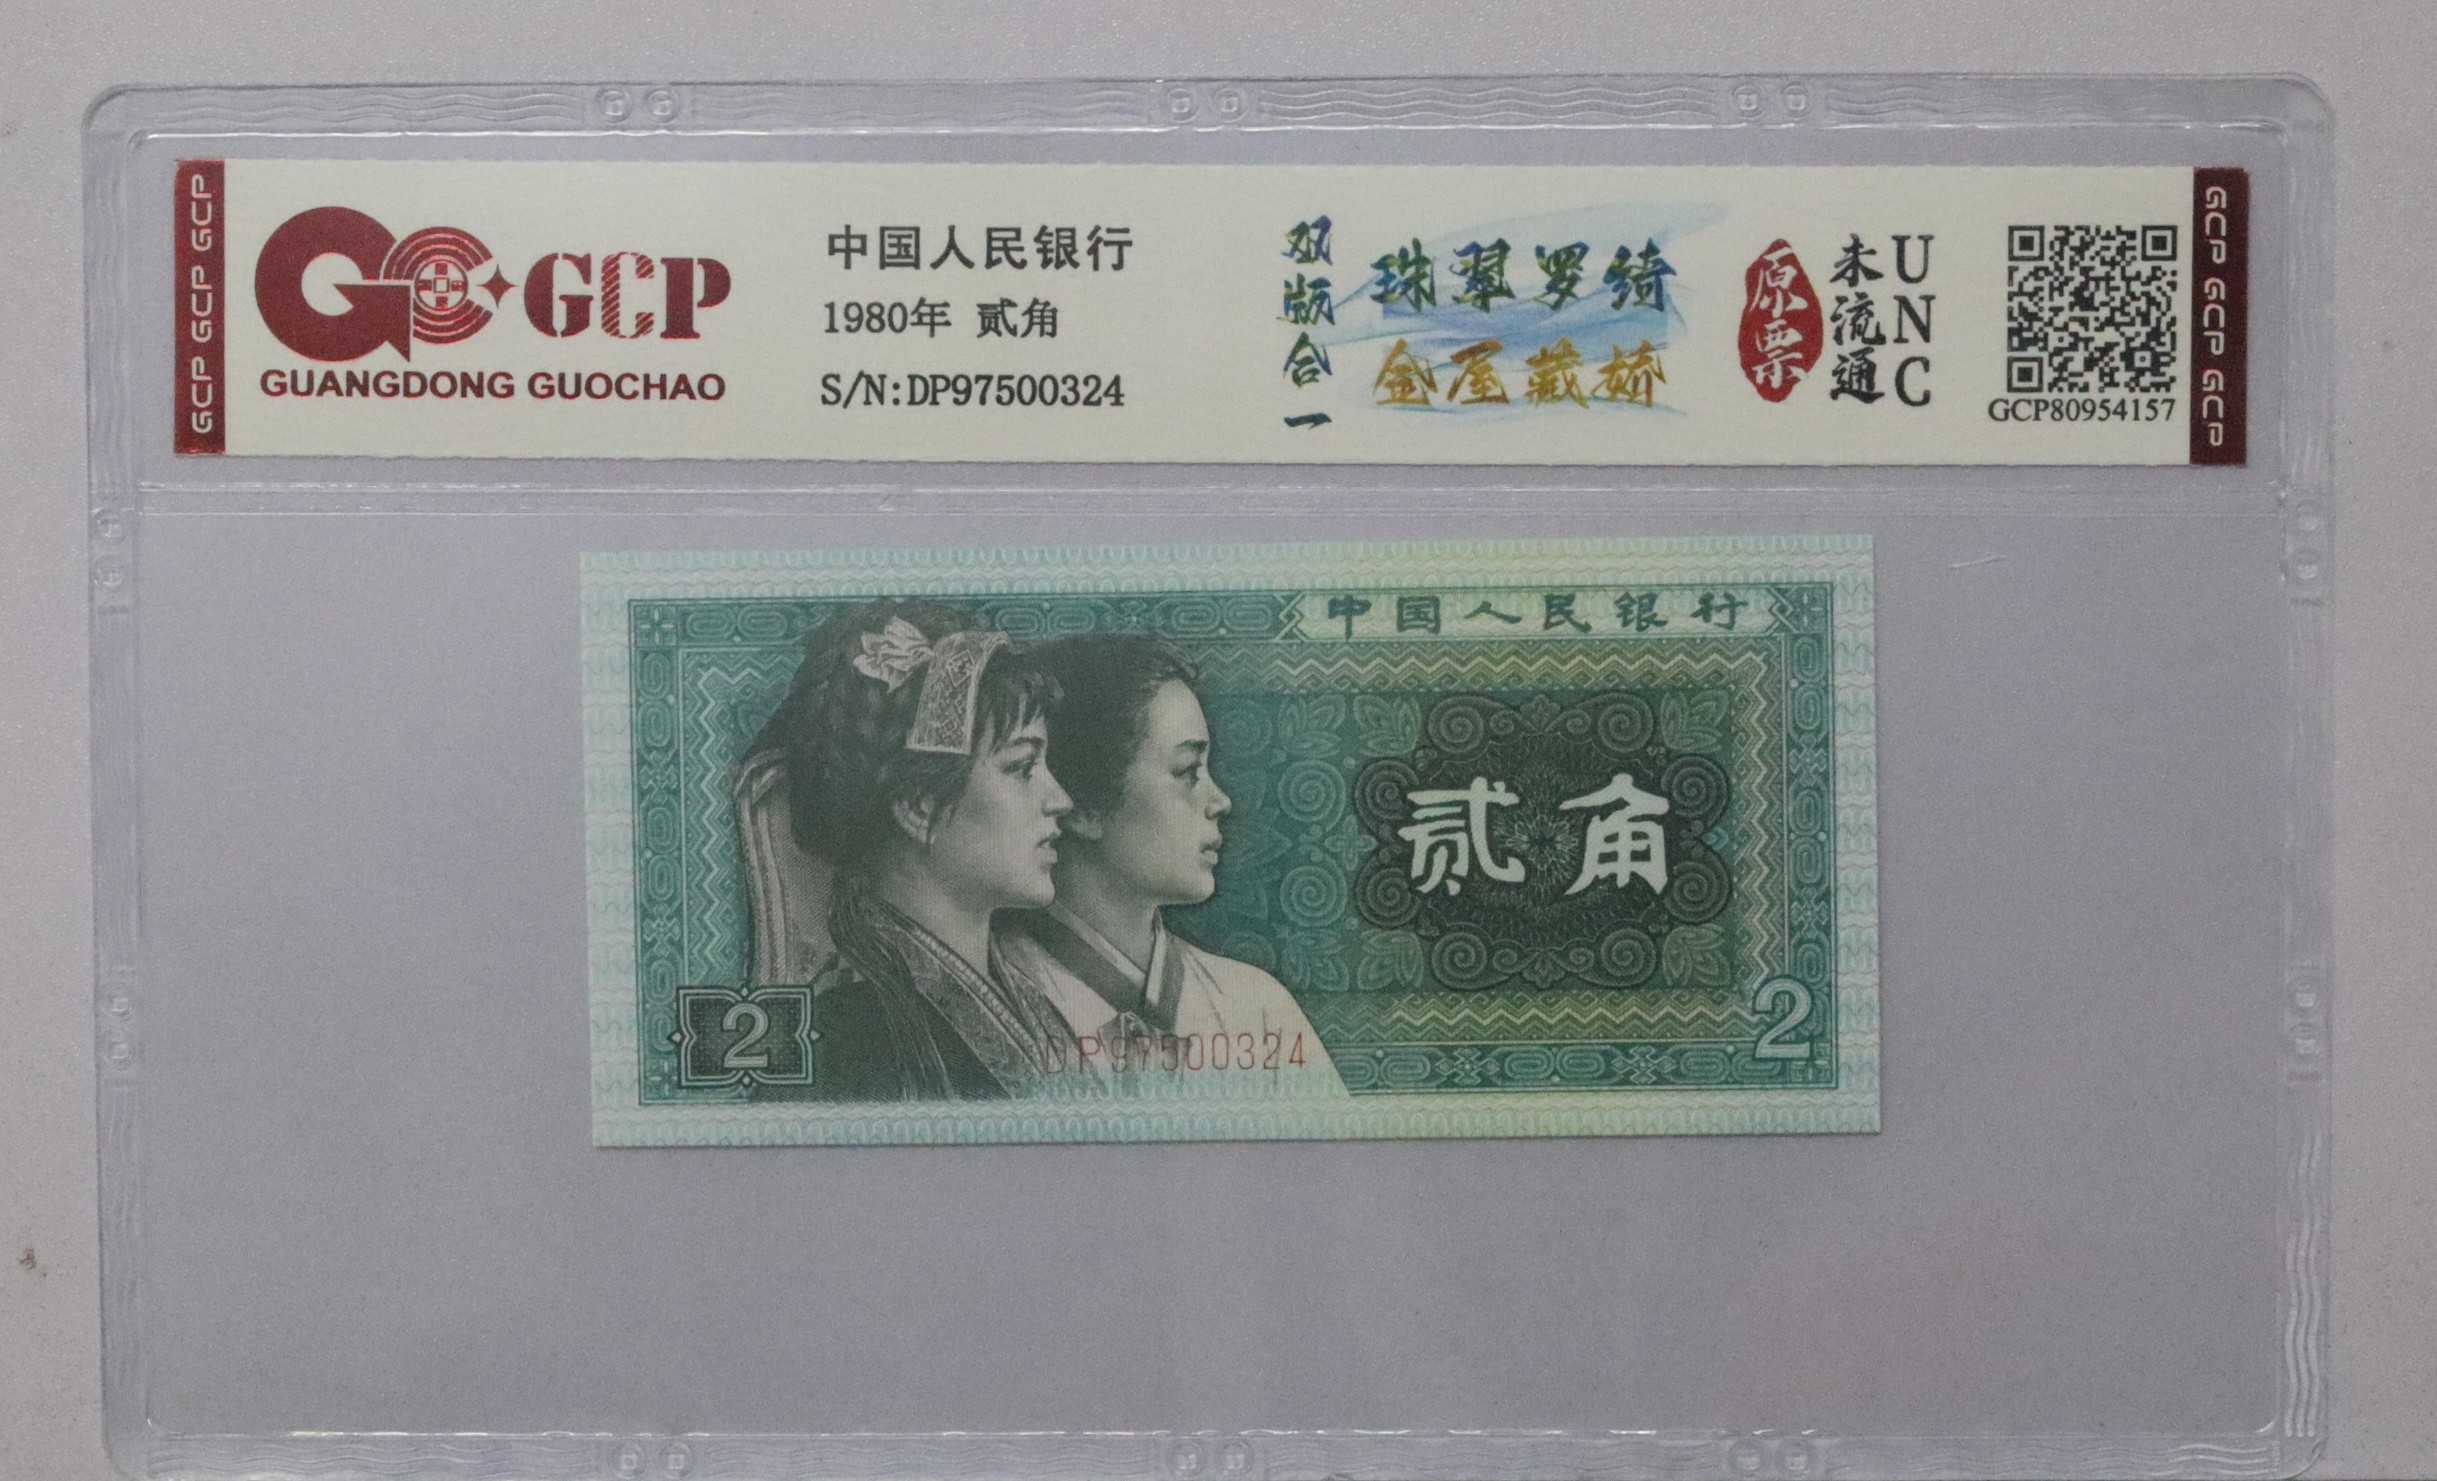 GCP GCP GCP
GCP
GUANGDONG GUOCHAO
中国人民银行
1980年 贰角
S/N:DP97500324
双版合一
珠翠罗绮
金屋藏娇
原票
未流通
UNC
GCP80954157
GCP GCP GCP
中国人民银行
贰角
2
2
DP97500324